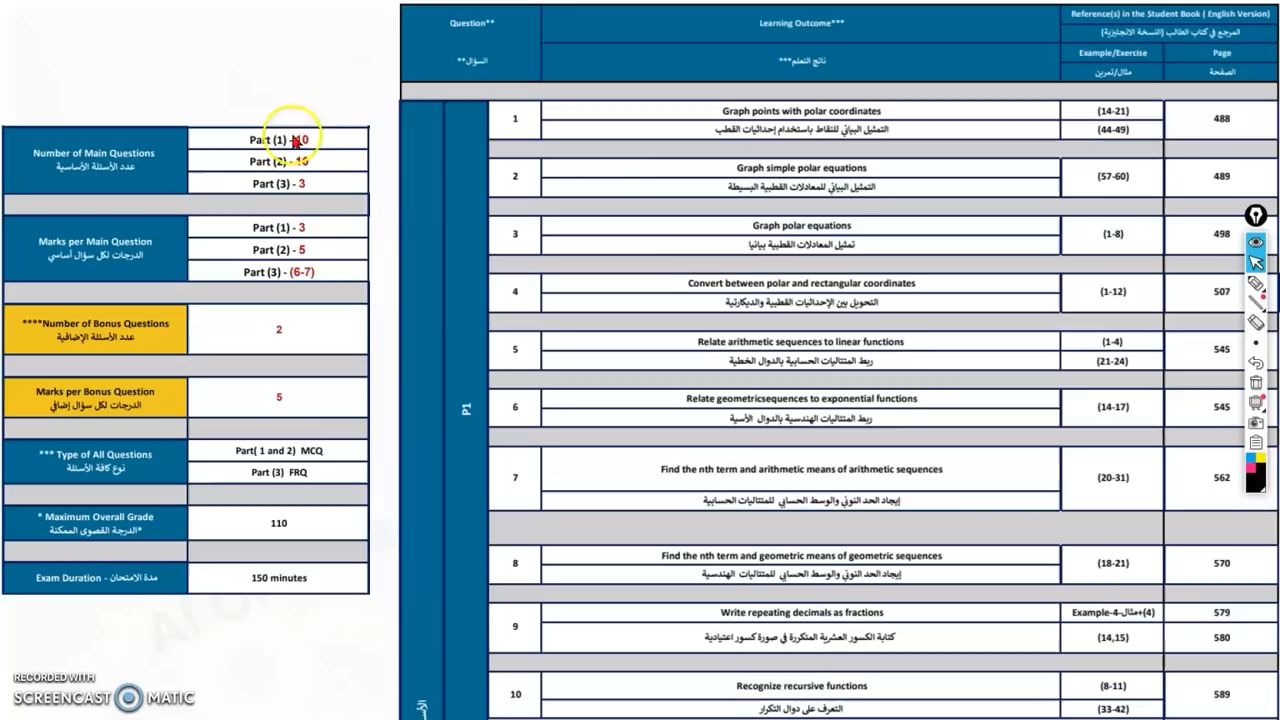 Question**
السؤال**
Learning Outcome***
ناتج التعلم***
Reference(s) in the Student Book ( English Version)
المرجع في كتاب الطالب (النسخة الانجليزية)
Example/Exercise
مثال/تمرين
Page
الصفحة
Number of Main Questions
عدد الأسئلة الأساسية
Part (1) - 10
Part (2) - 10
Part (3) - 3
Marks per Main Question
الدرجات لكل سؤال أساسي
Part (1) - 3
Part (2) - 5
Part (3) - (6-7)
****Number of Bonus Questions
عدد الأسئلة الإضافية
2
Marks per Bonus Question
الدرجات لكل سؤال إضافي
5
*** Type of All Questions
نوع كافة الأسئلة
Part( 1 and 2) MCQ
Part (3) FRQ
* Maximum Overall Grade
*الدرجة القصوى الممكنة
110
Exam Duration - مدة الامتحان
150 minutes
P1
1
Graph points with polar coordinates
التمثيل البياني للنقاط باستخدام إحداثيات القطب
(14-21)
(44-49)
488
2
Graph simple polar equations
التمثيل البياني للمعادلات القطبية البسيطة
(57-60)
489
3
Graph polar equations
تمثيل المعادلات القطبية بيانيا
(1-8)
498
4
Convert between polar and rectangular coordinates
التحويل بين الإحداثيات القطبية والديكارتية
(1-12)
507
5
Relate arithmetic sequences to linear functions
ربط المتتاليات الحسابية بالدوال الخطية
(1-4)
(21-24)
545
6
Relate geometricsequences to exponential functions
ربط المتتاليات الهندسية بالدوال الأسية
(14-17)
545
7
Find the nth term and arithmetic means of arithmetic sequences
إيجاد الحد النوني والوسط الحسابي للمتتاليات الحسابية
(20-31)
562
8
Find the nth term and geometric means of geometric sequences
إيجاد الحد النوني والوسط الحسابي للمتتاليات الهندسية
(18-21)
570
9
Write repeating decimals as fractions
كتابة الكسور العشرية المتكررة في صورة كسور اعتيادية
Example-4-مثال+(4)
(14,15)
579
580
10
Recognize recursive functions
التعرف على دوال التكرار
(8-11)
(33-42)
589
RECORDED WITH
SCREENCAST MATIC